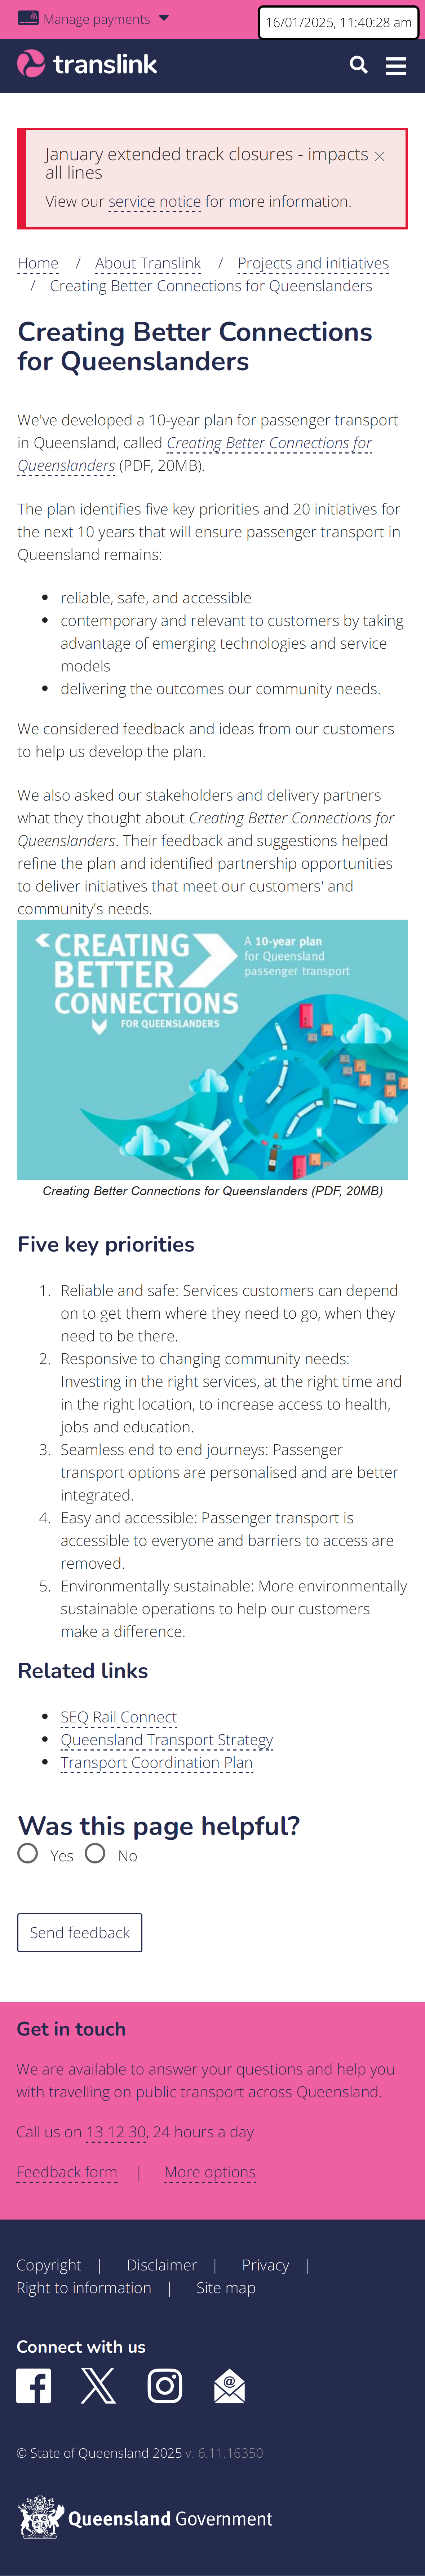 Manage payments
16/01/2025, 11:40:28 am
translink
January extended track closures - impacts
all lines
View our service notice for more information.
Home / About Translink / Projects and initiatives
/ Creating Better Connections for Queenslanders
Creating Better Connections
for Queenslanders
We've developed a 10-year plan for passenger transport
in Queensland, called Creating Better Connections for
Queenslanders (PDF, 20MB).
The plan identifies five key priorities and 20 initiatives for
the next 10 years that will ensure passenger transport in
Queensland remains:
• reliable, safe, and accessible
• contemporary and relevant to customers by taking
advantage of emerging technologies and service
models
• delivering the outcomes our community needs.
We considered feedback and ideas from our customers
to help us develop the plan.
We also asked our stakeholders and delivery partners
what they thought about Creating Better Connections for
Queenslanders. Their feedback and suggestions helped
refine the plan and identified partnership opportunities
to deliver initiatives that meet our customers' and
community's needs.
CREATING
BETTER
CONNECTIONS
FOR QUEENSLANDERS
A 10-year plan
for Queensland
passenger transport
Creating Better Connections for Queenslanders (PDF, 20MB)
Five key priorities
1. Reliable and safe: Services customers can depend
on to get them where they need to go, when they
need to be there.
2. Responsive to changing community needs:
Investing in the right services, at the right time and
in the right location, to increase access to health,
jobs and education.
3. Seamless end to end journeys: Passenger
transport options are personalised and are better
integrated.
4. Easy and accessible: Passenger transport is
accessible to everyone and barriers to access are
removed.
5. Environmentally sustainable: More environmentally
sustainable operations to help our customers
make a difference.
Related links
• SEQ Rail Connect
• Queensland Transport Strategy
• Transport Coordination Plan
Was this page helpful?
Yes No
Send feedback
Get in touch
We are available to answer your questions and help you
with travelling on public transport across Queensland.
Call us on 13 12 30, 24 hours a day
Feedback form | More options
Copyright | Disclaimer | Privacy |
Right to information | Site map
Connect with us
© State of Queensland 2025 v. 6.11.16350
Queensland Government